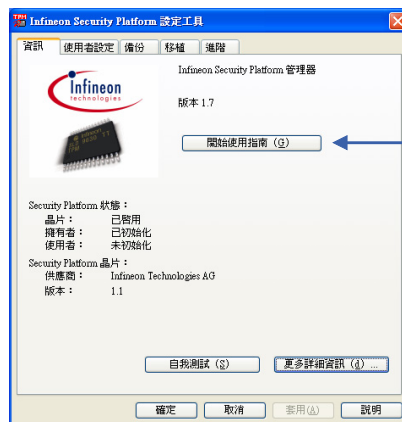 Infineon Security Platform 設定工具
資訊 使用者設定 備份 移植 進階
Infineon Security Platform 管理器
Infineon
technologies
版本 1.7
開始使用指南 (G)
Security Platform 狀態：
晶片： 已啓用
擁有者： 已初始化
使用者： 未初始化
Security Platform 晶片：
供應商： Infineon Technologies AG
版本： 1.1
自我測試 (S) 更多詳細資訊 (d) ...
確定 取消 套用(A) 說明